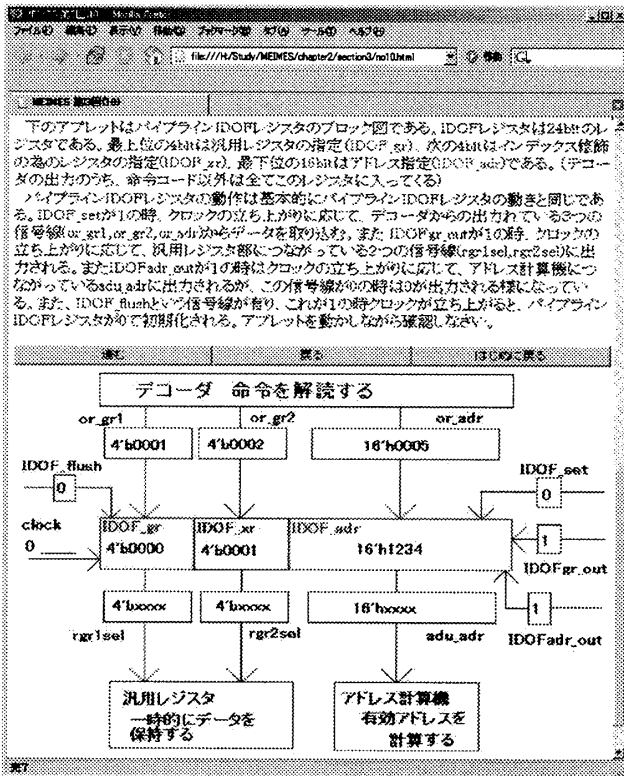 Mozilla Firefox
ファイル(F) 編集(E) 表示(V) 移動(G) ブックマーク(B) タブ(A) ツール(T) ヘルプ(H)
file:///H:/Study/MEIMES/chapter2/section3/no10.html 移動 G
下のアプレットはパイプラインIDOFレジスタのブロック図である。IDOFレジスタは24bitのレ
ジスタである。最上位の4bitは汎用レジスタの指定(IDOF_gr)、次の4bitはインデックス修飾
の為のレジスタの指定(IDOF_xr)、最下位の16bitはアドレス指定(IDOF_adr)である。(デコー
ダの出力のうち、命令コード以外は全てこのレジスタに入ってくる)
パイプラインIDOFレジスタの動作は基本的にパイプラインIDOFレジスタの動きと同じであ
る。IDOF_setが1の時、クロックの立ち上がりに応じて、デコーダからの出力れている3つの
信号線(or_gr1,or_gr2,or_adr)からデータを取り込む。また IDOFgr_outが1の時、クロックの
立ち上がりに応じて、汎用レジスタ部につながっている2つの信号線(rgr1sel,rgr2sel)に出
力される。またIDOFadr_outが1の時はクロックの立ち上がりに応じて、アドレス計算機につ
ながっているadu_adrに出力されるが、この信号線が0の時は0が出力される様になってい
る。また、IDOF_flushという信号線が有り、これが1の時クロックが立ち上がると、パイプライン
IDOFレジスタが0で初期化される。アプレットを動かしながら確認しなさい。
進む 戻る はじめに戻る
デコーダ 命令を解読する
or_gr1 or_gr2 or_adr
4'b0001 4'b0002 16'h0005
IDOF_flush IDOF_set
0 0
clock IDOF_gr IDOF_xr IDOF_adr
0 4'b0000 4'b0001 16'h1234 1
IDOFgr_out
4'bxxxx 4'bxxxx 16'hxxxx 1
rgr1sel rgr2sel adu_adr IDOFadr_out
汎用レジスタ アドレス計算機
一時的にデータを 有効アドレスを
保持する 計算する
完了